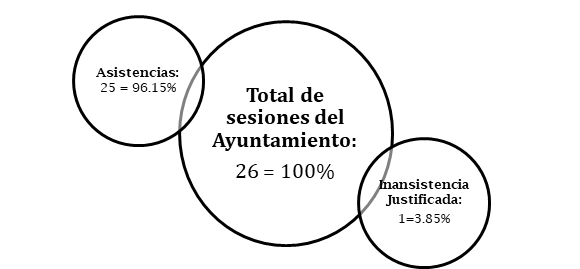 Asistencias:
25 = 96.15%
Total de
sesiones del
Ayuntamiento:
26 = 100%
Inansistencia
Justificada:
1=3.85%